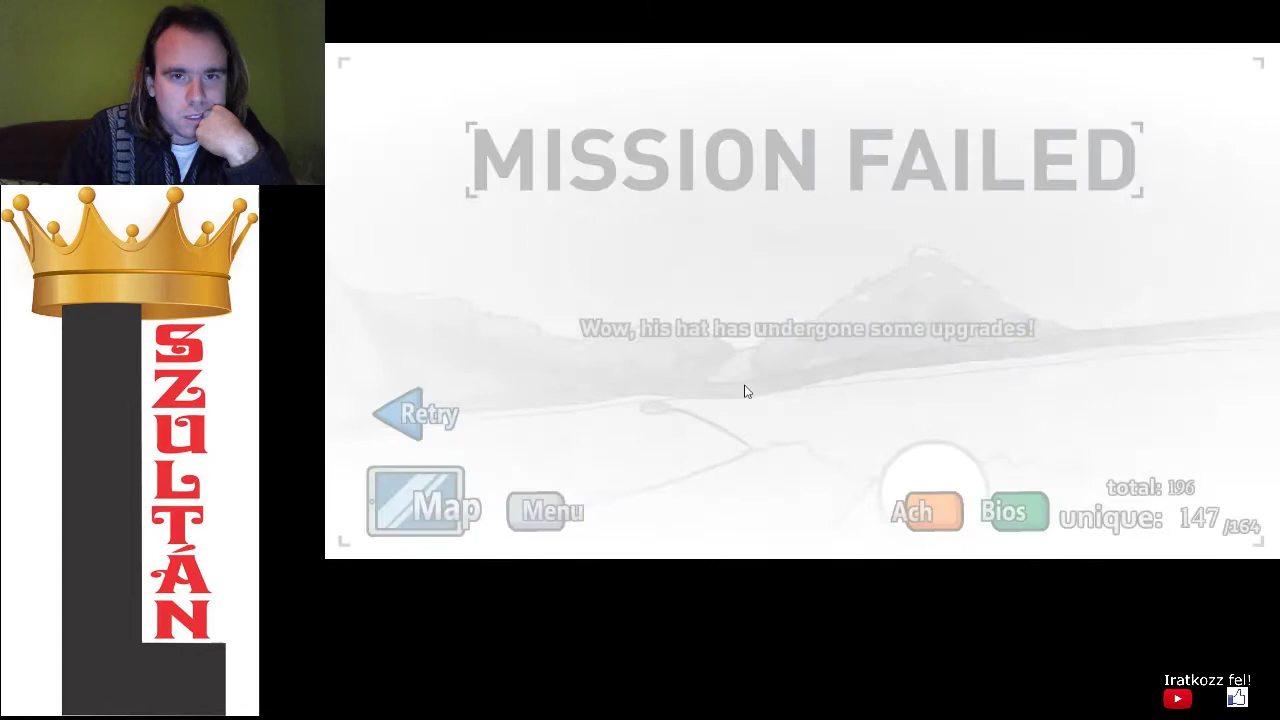 MISSION FAILED
Wow, his hat has undergone some upgrades!
Retry
Map
Menu
Ach
Bios
total: 196
unique: 147/164
SZULTÁN
L
Iratkozz fel!